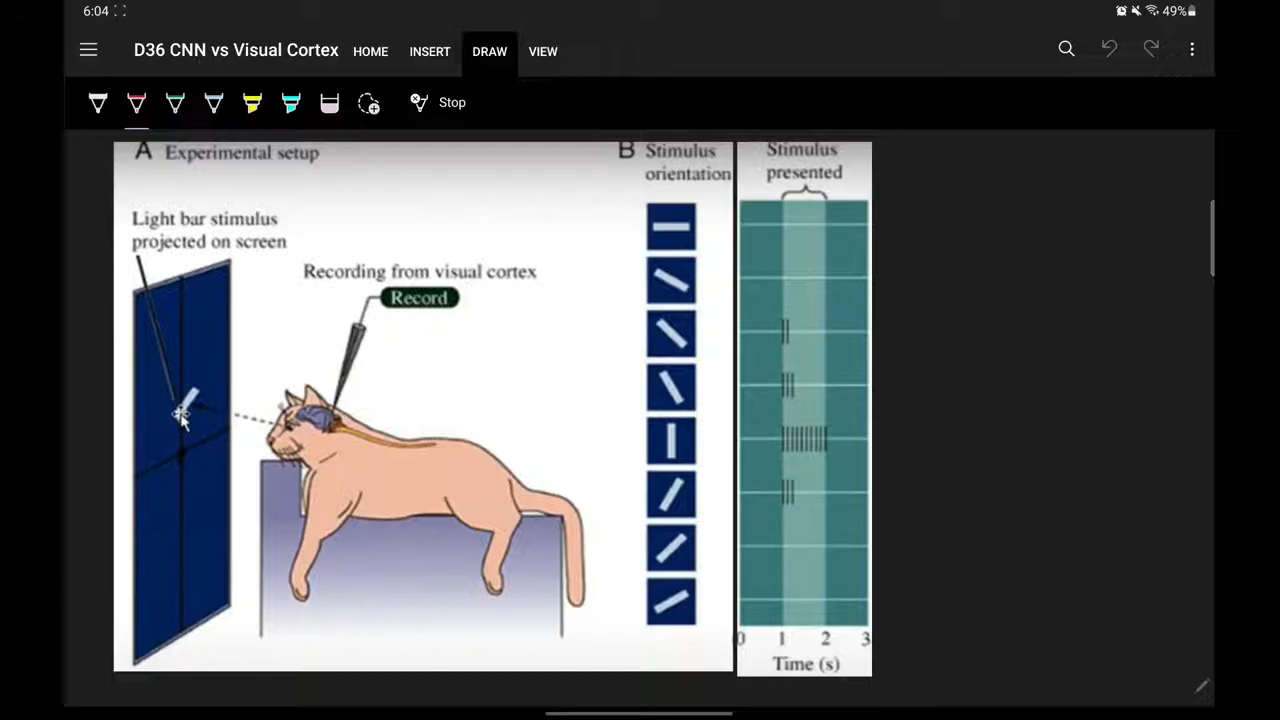 6:04
49%
D36 CNN vs Visual Cortex HOME INSERT DRAW VIEW
Stop
A Experimental setup
B Stimulus
orientation
Stimulus
presented
Light bar stimulus
projected on screen
Recording from visual cortex
Record
0 1 2 3
Time (s)